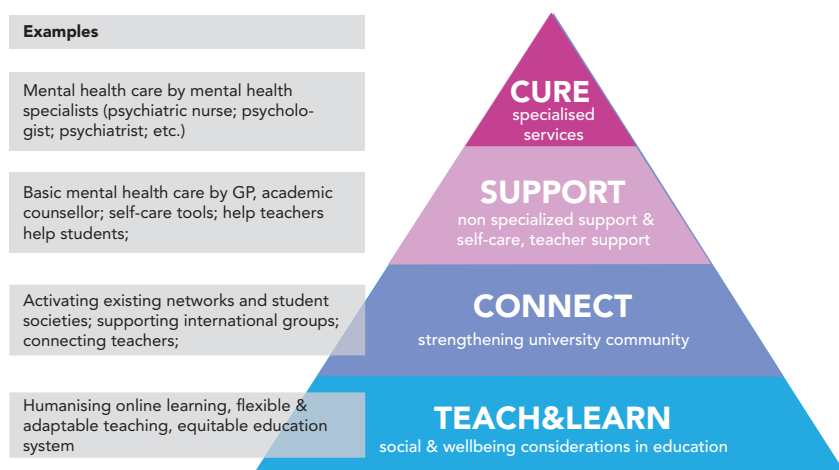 Examples
Mental health care by mental health
specialists (psychiatric nurse; psycholo-
gist; psychiatrist; etc.)
CURE
specialised
services
Basic mental health care by GP, academic
counsellor; self-care tools; help teachers
help students;
SUPPORT
non specialized support &
self-care, teacher support
Activating existing networks and student
societies; supporting international groups;
connecting teachers;
CONNECT
strengthening university community
Humanising online learning, flexible &
adaptable teaching, equitable education
system
TEACH&LEARN
social & wellbeing considerations in education